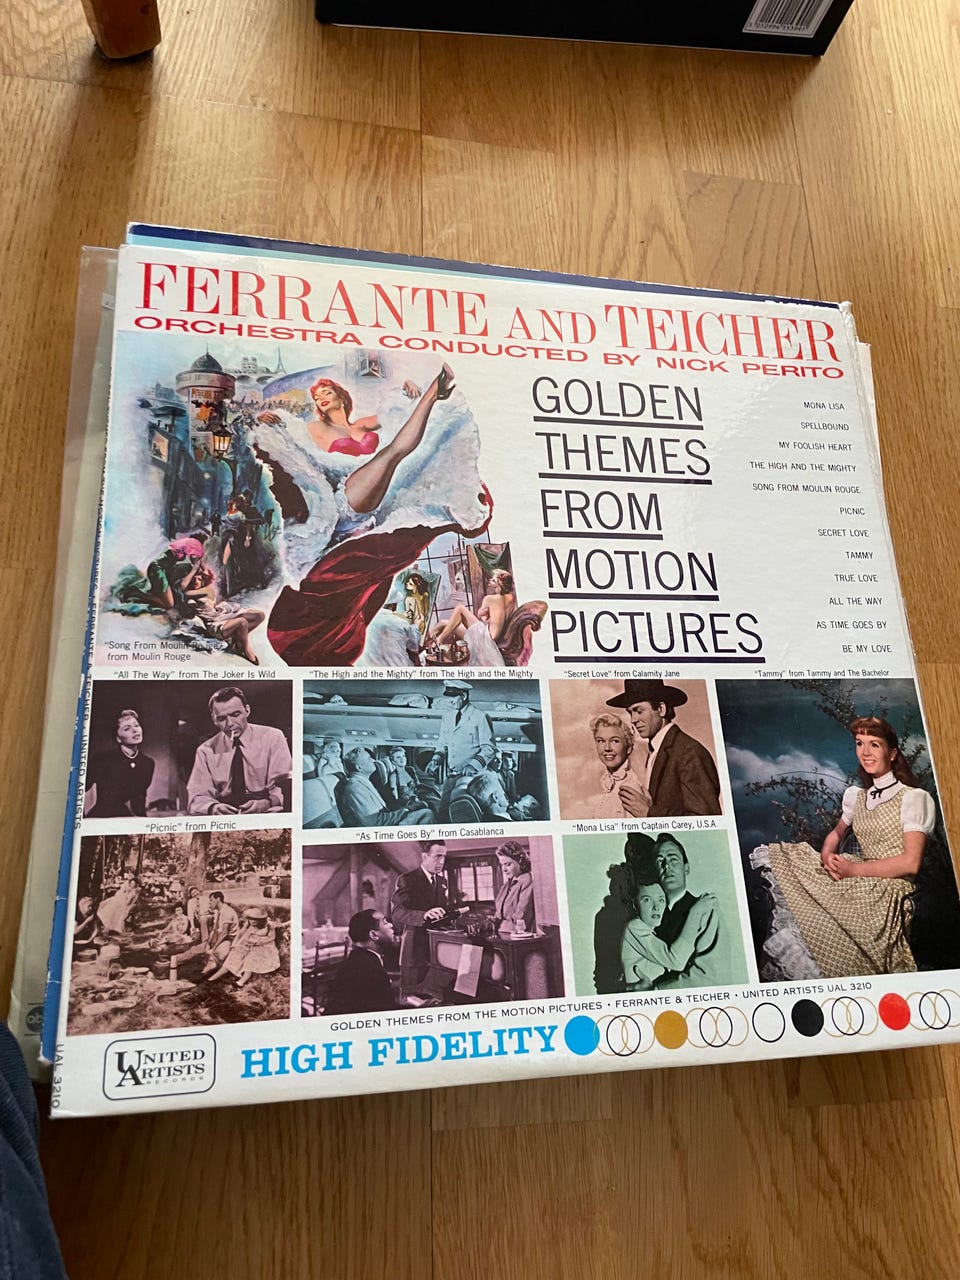 FERRANTE AND TEICHER
ORCHESTRA CONDUCTED BY NICK PERITO
GOLDEN
THEMES
FROM
MOTION
PICTURES
MONA LISA
SPELLBOUND
MY FOOLISH HEART
THE HIGH AND THE MIGHTY
SONG FROM MOULIN ROUGE
PICNIC
SECRET LOVE
TAMMY
TRUE LOVE
ALL THE WAY
AS TIME GOES BY
BE MY LOVE
"Song From Moulin Rouge"
from Moulin Rouge
"All The Way" from The Joker Is Wild
"The High and the Mighty" from The High and the Mighty
"Secret Love" from Calamity Jane
"Tammy" from Tammy and The Bachelor
"Picnic" from Picnic
"As Time Goes By" from Casablanca
"Mona Lisa" from Captain Carey, U.S.A.
GOLDEN THEMES FROM THE MOTION PICTURES • FERRANTE & TEICHER • UNITED ARTISTS UAL 3210
UNITED
ARTISTS
RECORDS
HIGH FIDELITY
UAL 3210